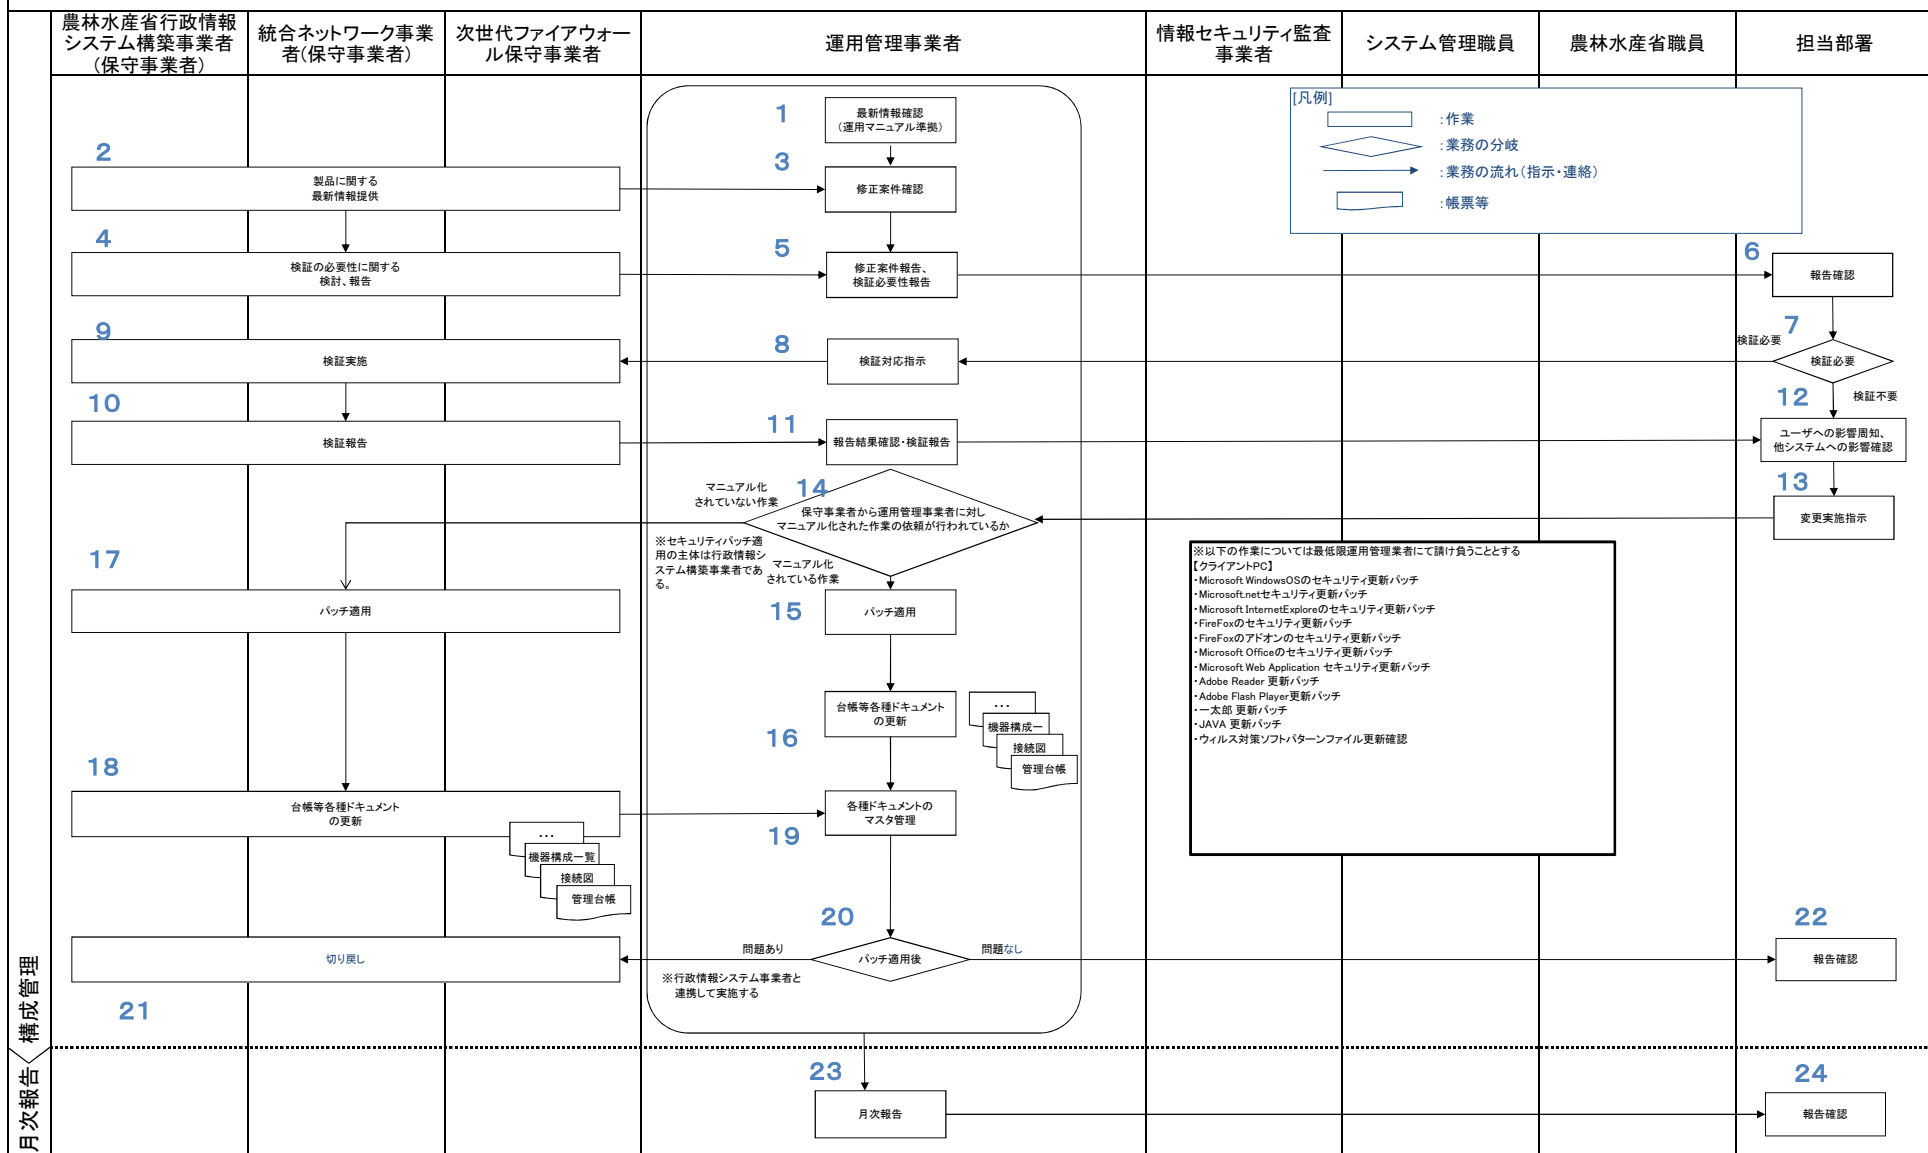 農林水産省行政情報
システム構築事業者
(保守事業者)
統合ネットワーク事業
者(保守事業者)
次世代ファイアウォー
ル保守事業者
運用管理事業者
情報セキュリティ監査
事業者
システム管理職員
農林水産省職員
担当部署
[凡例]
:作業
:業務の分岐
:業務の流れ(指示・連絡)
:帳票等
1
最新情報確認
(運用マニュアル準拠)
2
製品に関する
最新情報提供
3
修正案件確認
4
検証の必要性に関する
検討、報告
5
修正案件報告、
検証必要性報告
6
報告確認
7
検証必要
検証必要
検証不要
8
検証対応指示
9
検証実施
10
検証報告
11
報告結果確認・検証報告
12
ユーザへの影響周知、
他システムへの影響確認
13
変更実施指示
14
保守事業者から運用管理事業者に対し
マニュアル化された作業の依頼が行われているか
マニュアル化
されていない作業
※セキュリティパッチ適
用の主体は行政情報シ
ステム構築事業者であ
る。
マニュアル化
されている作業
※以下の作業については最低限運用管理業者にて請け負うこととする
【クライアントPC】
・Microsoft WindowsOSのセキュリティ更新パッチ
・Microsoft.netセキュリティ更新パッチ
・Microsoft InternetExploreのセキュリティ更新パッチ
・FireFoxのセキュリティ更新パッチ
・FireFoxのアドオンのセキュリティ更新パッチ
・Microsoft Officeのセキュリティ更新パッチ
・Microsoft Web Application セキュリティ更新パッチ
・Adobe Reader 更新パッチ
・Adobe Flash Player更新パッチ
・一太郎 更新パッチ
・JAVA 更新パッチ
・ウィルス対策ソフトパターンファイル更新確認
15
パッチ適用
16
台帳等各種ドキュメント
の更新
…
機器構成一
接続図
管理台帳
17
パッチ適用
18
台帳等各種ドキュメント
の更新
…
機器構成一覧
接続図
管理台帳
19
各種ドキュメントの
マスタ管理
20
パッチ適用後
問題あり
問題なし
※行政情報システム事業者と
連携して実施する
21
切り戻し
22
報告確認
構成管理
23
月次報告
24
報告確認
月次報告